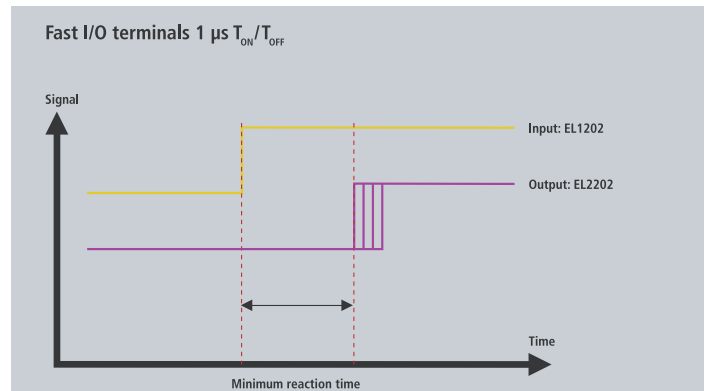 Fast I/O terminals 1 µs TON/TOFF
Signal
Input: EL1202
Output: EL2202
Time
Minimum reaction time